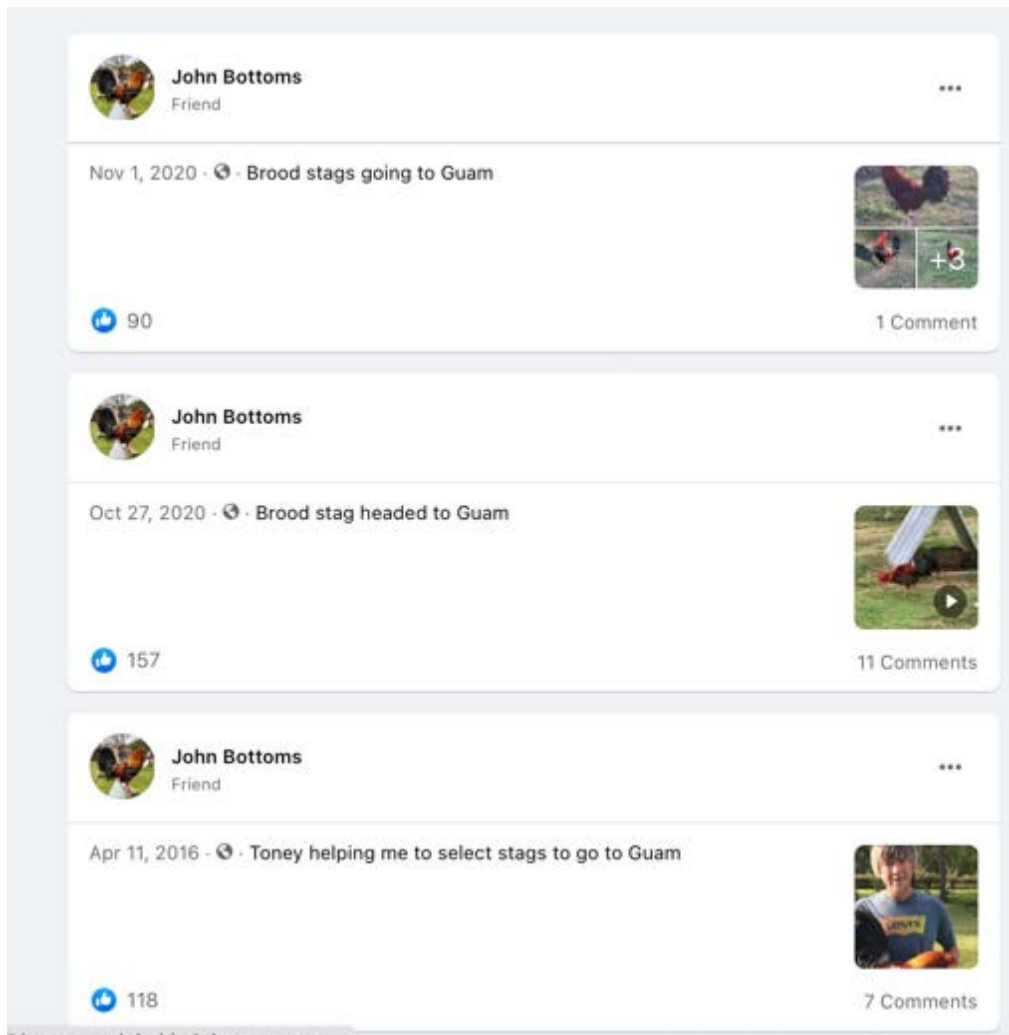 John Bottoms
Friend
Nov 1, 2020 · Brood stags going to Guam
+3
90
1 Comment
John Bottoms
Friend
Oct 27, 2020 · Brood stag headed to Guam
157
11 Comments
John Bottoms
Friend
Apr 11, 2016 · Toney helping me to select stags to go to Guam
LEVI'S
118
7 Comments